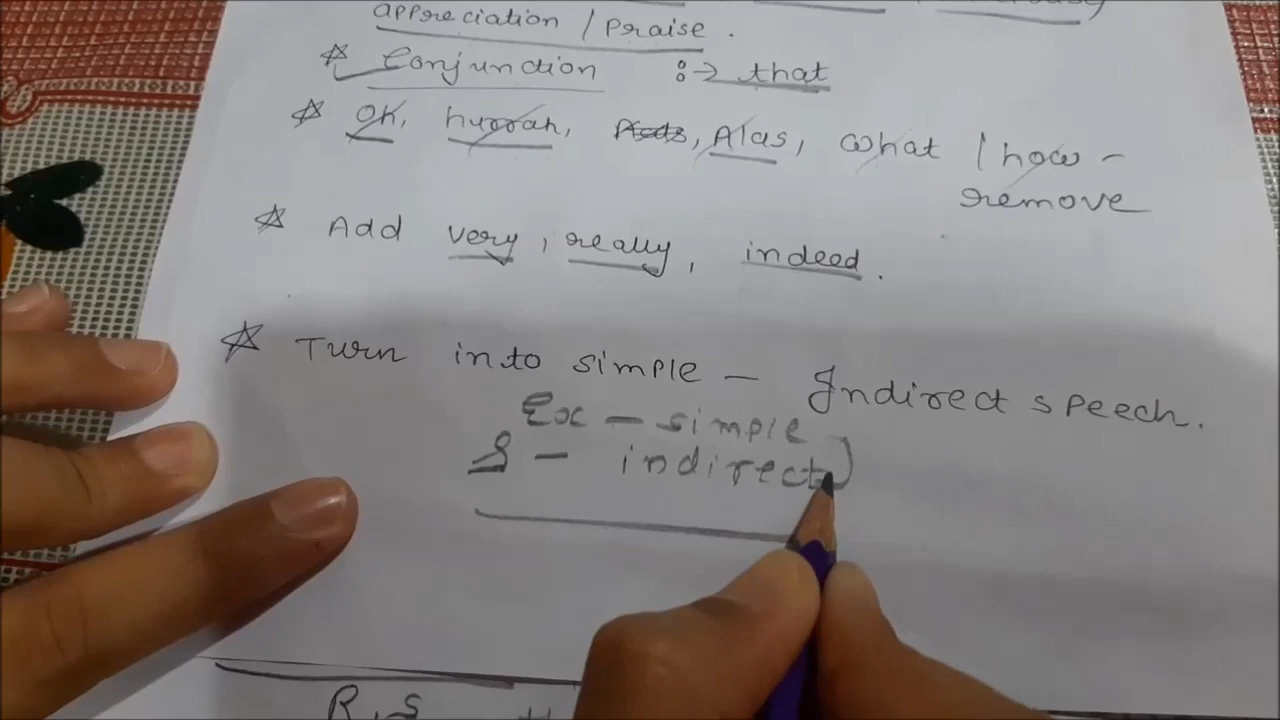 appreciation / Praise .
☆ Conjunction :→ that
☆ OK, hurrah, Alas, what / how -
remove
☆ Add very, really, indeed.
☆ Turn into simple — Indirect speech.
Ex — simple
S — indirect)
R.S